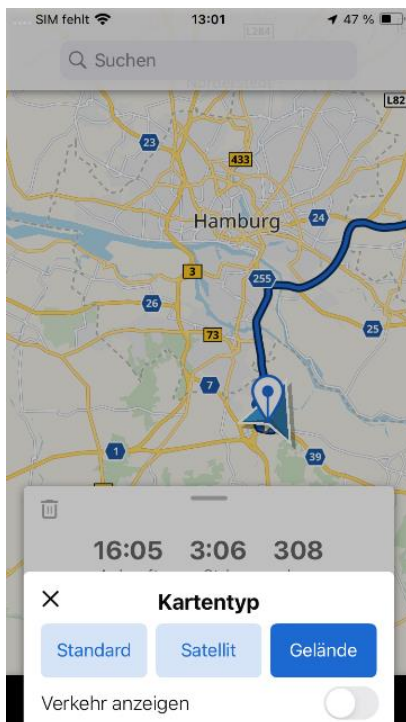 SIM fehlt 13:01 47 %
L284
Suchen
L82
23
433
Hamburg
24
3
255
26
73
25
7
1
39
16:05 3:06 308
Kartentyp
Standard Satellit Gelände
Verkehr anzeigen